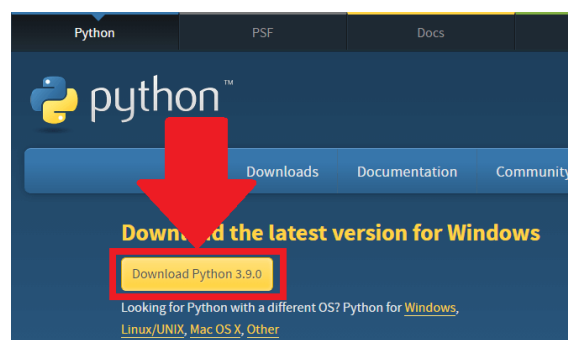 Python PSF Docs
python™
Downloads Documentation Community
Download the latest version for Windows
Download Python 3.9.0
Looking for Python with a different OS? Python for Windows,
Linux/UNIX, Mac OS X, Other